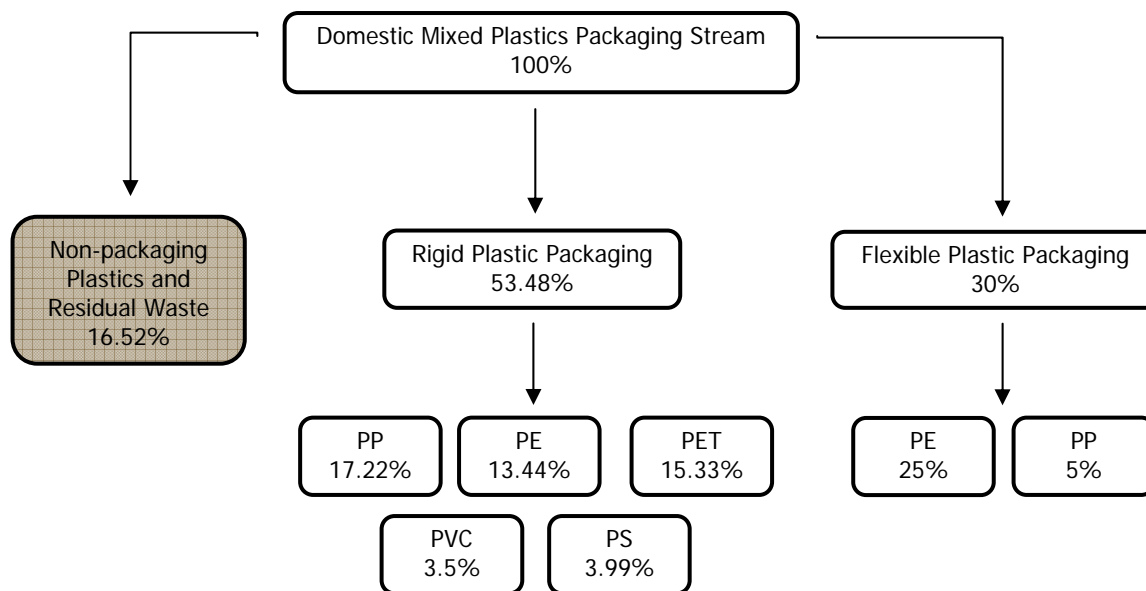 Domestic Mixed Plastics Packaging Stream
100%
Non-packaging
Plastics and
Residual Waste
16.52%
Rigid Plastic Packaging
53.48%
Flexible Plastic Packaging
30%
PP
17.22%
PE
13.44%
PET
15.33%
PE
25%
PP
5%
PVC
3.5%
PS
3.99%